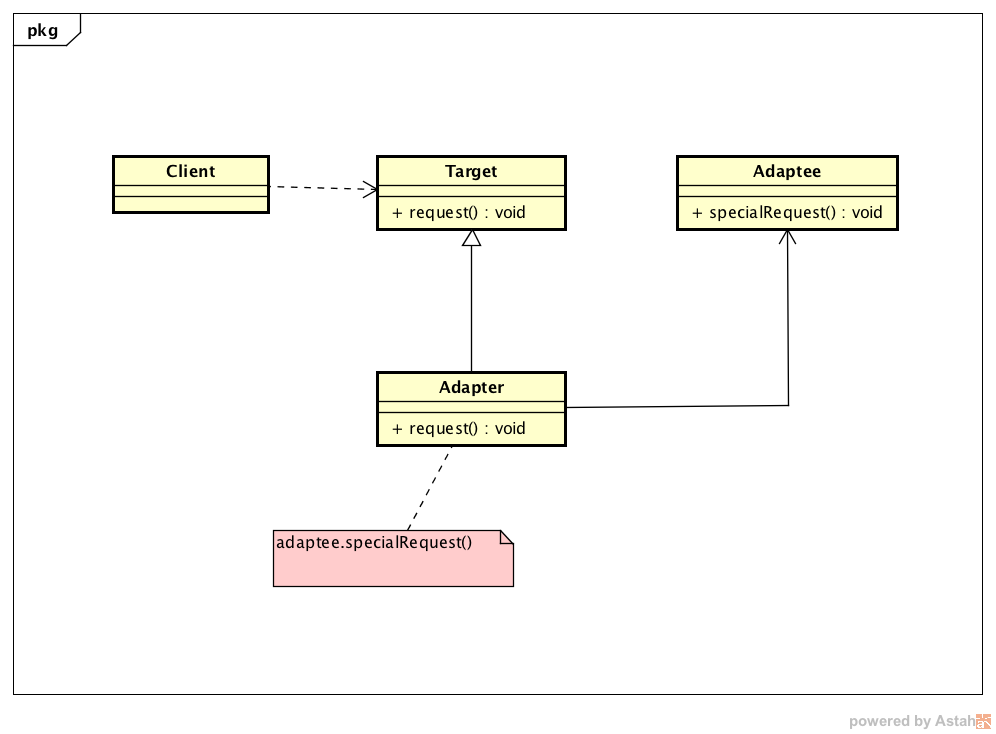 pkg
Client
Target
+ request() : void
Adaptee
+ specialRequest() : void
Adapter
+ request() : void
adaptee.specialRequest()
powered by Astah